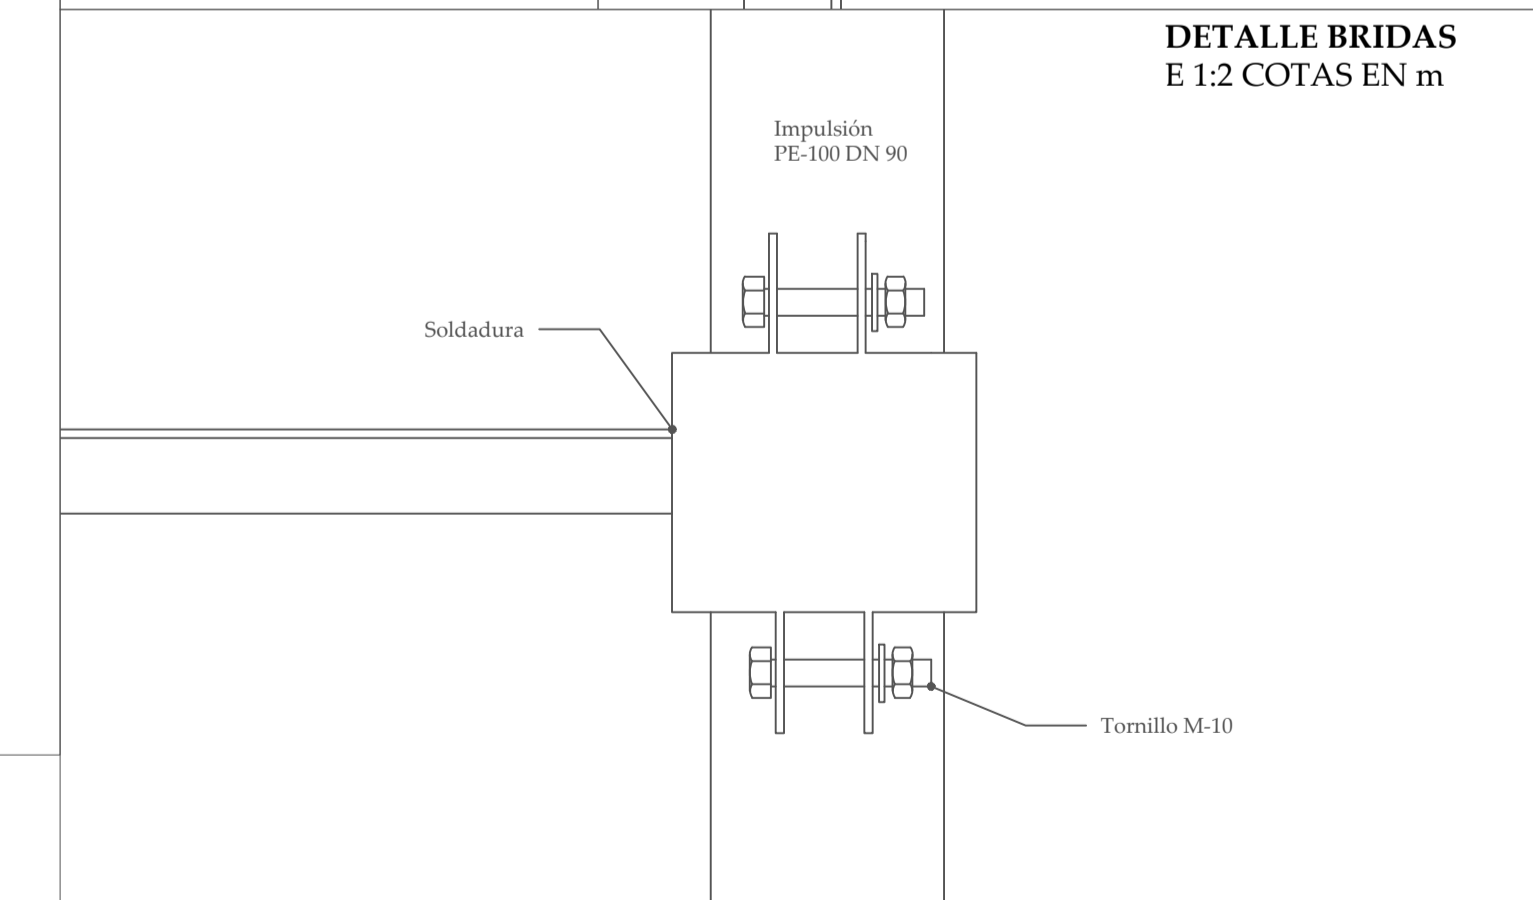 DETALLE BRIDAS
E 1:2 COTAS EN m
Impulsión
PE-100 DN 90
Soldadura
Tornillo M-10